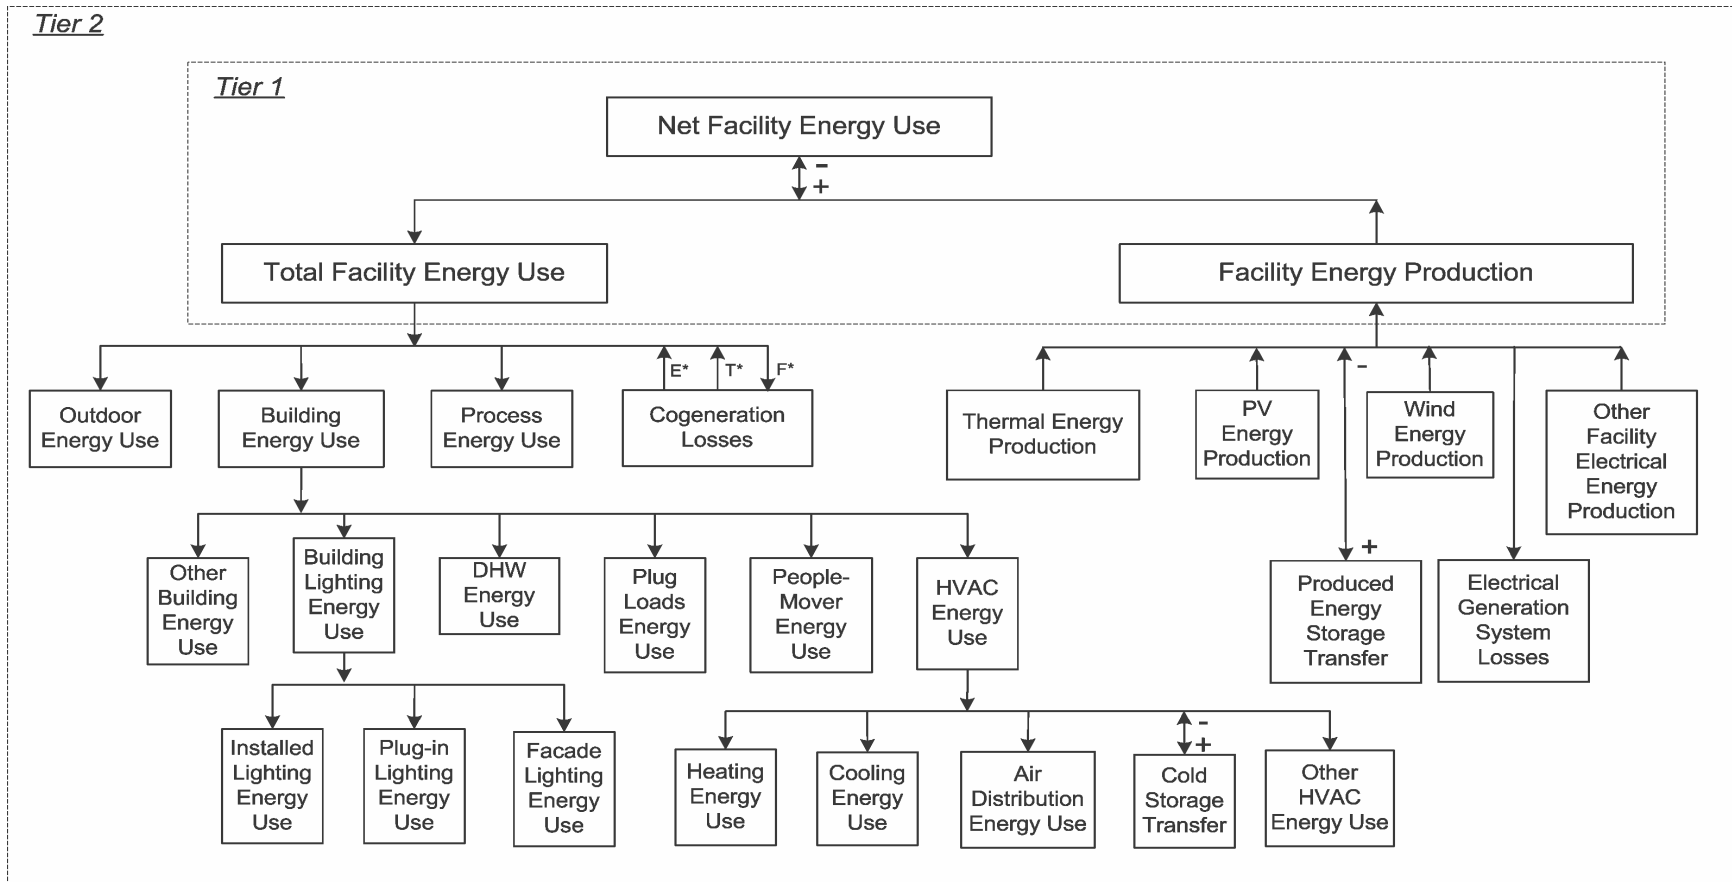 Tier 2
Tier 1
Net Facility Energy Use
-
+
Total Facility Energy Use
Facility Energy Production
E*
T*
F*
-
Outdoor
Energy Use
Building
Energy Use
Process
Energy Use
Cogeneration
Losses
Thermal Energy
Production
PV
Energy
Production
Wind
Energy
Production
Other
Facility
Electrical
Energy
Production
+
Other
Building
Energy
Use
Building
Lighting
Energy
Use
DHW
Energy
Use
Plug
Loads
Energy
Use
People-
Mover
Energy
Use
HVAC
Energy
Use
Produced
Energy
Storage
Transfer
Electrical
Generation
System
Losses
-
+
Installed
Lighting
Energy
Use
Plug-in
Lighting
Energy
Use
Facade
Lighting
Energy
Use
Heating
Energy
Use
Cooling
Energy
Use
Air
Distribution
Energy Use
Cold
Storage
Transfer
Other
HVAC
Energy Use